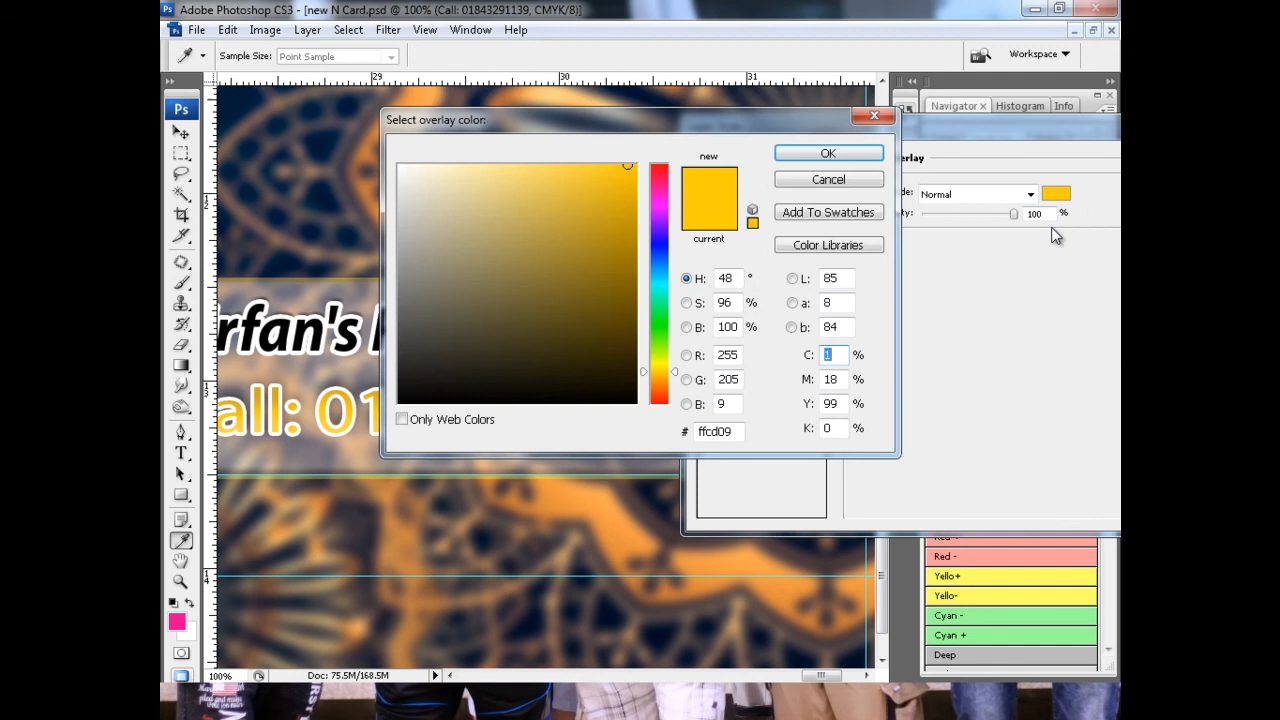 Adobe Photoshop CS3 - [new N Card.psd @ 100% (Call: 01843291139, CMYK/8)]
File Edit Image Layer Select Filter View Window Help
Sample Size: Point Sample
Workspace
29 30 31
Navigator Histogram Info
Ps
Select overlay color:
new
OK
Cancel
Add To Swatches
Color Libraries
current
Normal
100 %
H: 48 °
S: 96 %
B: 100 %
R: 255
G: 205
B: 9
# ffcd09
L: 85
a: 8
b: 84
C: 1 %
M: 18 %
Y: 99 %
K: 0 %
Only Web Colors
rfan's
all: 01
Red -
Yello+
Yello-
Cyan -
Cyan +
Deep
100%
Doc: 75.5M/168.5M